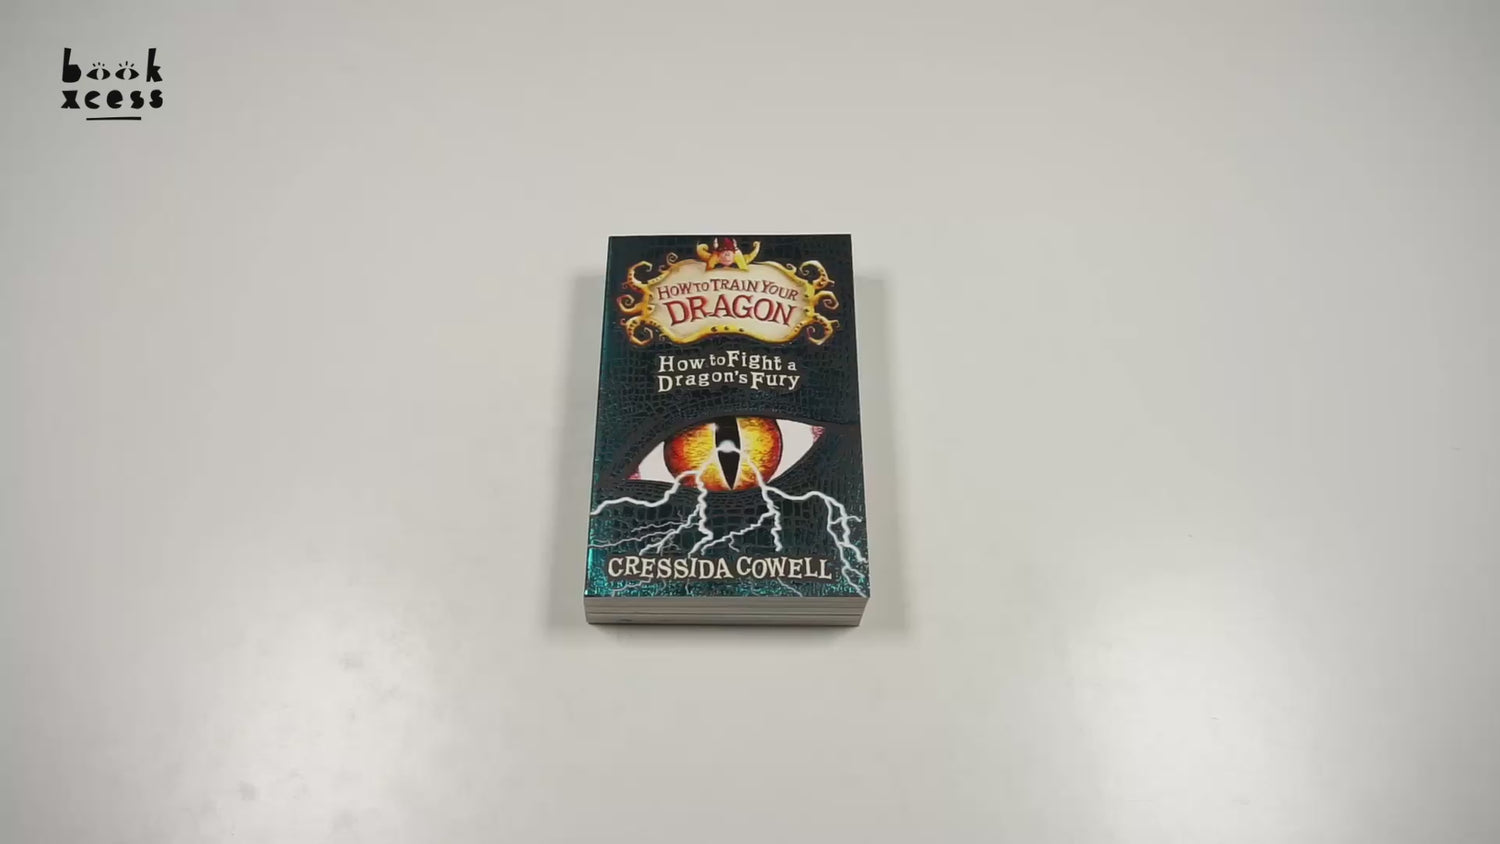 book
xcess
HOW TO TRAIN YOUR
DRAGON
How to Fight a
Dragon's Fury
CRESSIDA COWELL